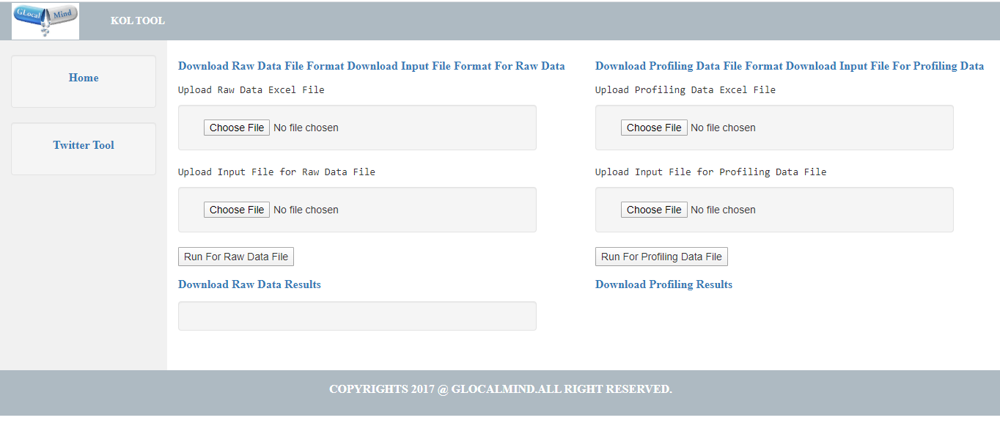 GLocal Mind
KOL TOOL
Home
Twitter Tool
Download Raw Data File Format Download Input File Format For Raw Data
Upload Raw Data Excel File
Choose File No file chosen
Upload Input File for Raw Data File
Choose File No file chosen
Run For Raw Data File
Download Raw Data Results
Download Profiling Data File Format Download Input File For Profiling Data
Upload Profiling Data Excel File
Choose File No file chosen
Upload Input File for Profiling Data File
Choose File No file chosen
Run For Profiling Data File
Download Profiling Results
COPYRIGHTS 2017 @ GLOCALMIND.ALL RIGHT RESERVED.